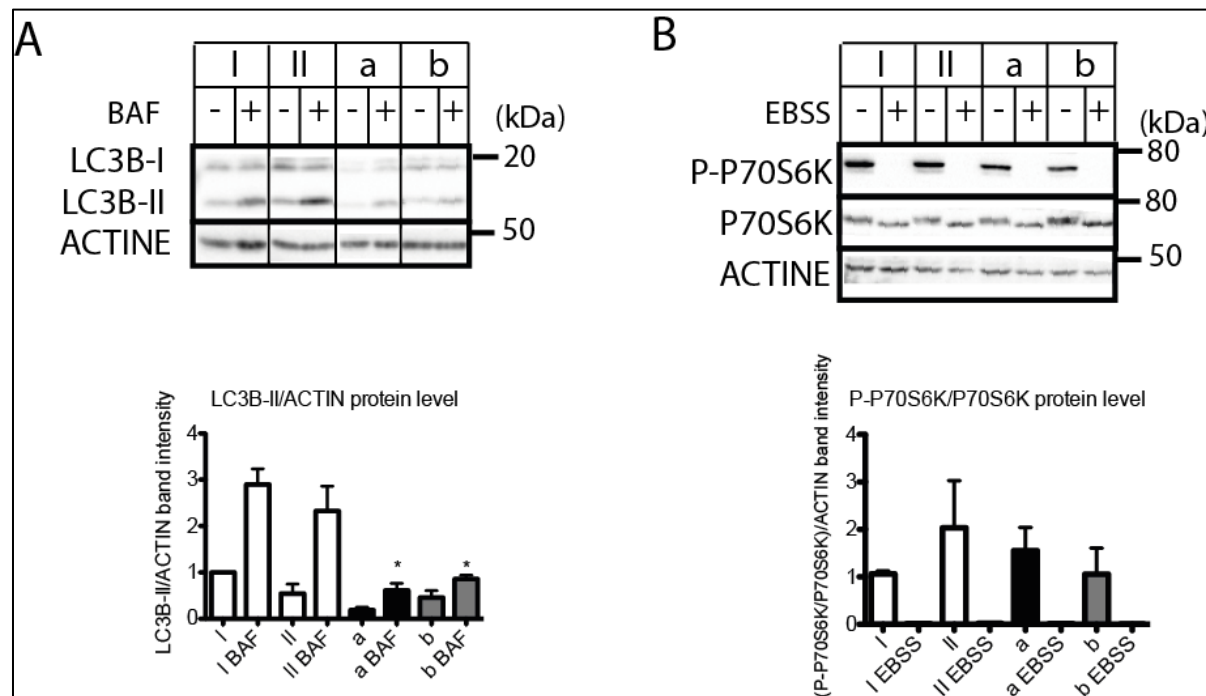 A
I II a b
BAF - + - + - + - + (kDa)
LC3B-I 20
LC3B-II
ACTINE 50
LC3B-II/ACTIN protein level
LC3B-II/ACTIN band intensity
4
3
2
1
0
* *
I I BAF II II BAF a a BAF b b BAF
B
I II a b
EBSS - + - + - + - + (kDa)
P-P70S6K 80
P70S6K 80
ACTINE 50
P-P70S6K/P70S6K protein level
(P-P70S6K/P70S6K)/ACTIN band intensity
4
3
2
1
0
I I EBSS II II EBSS a a EBSS b b EBSS